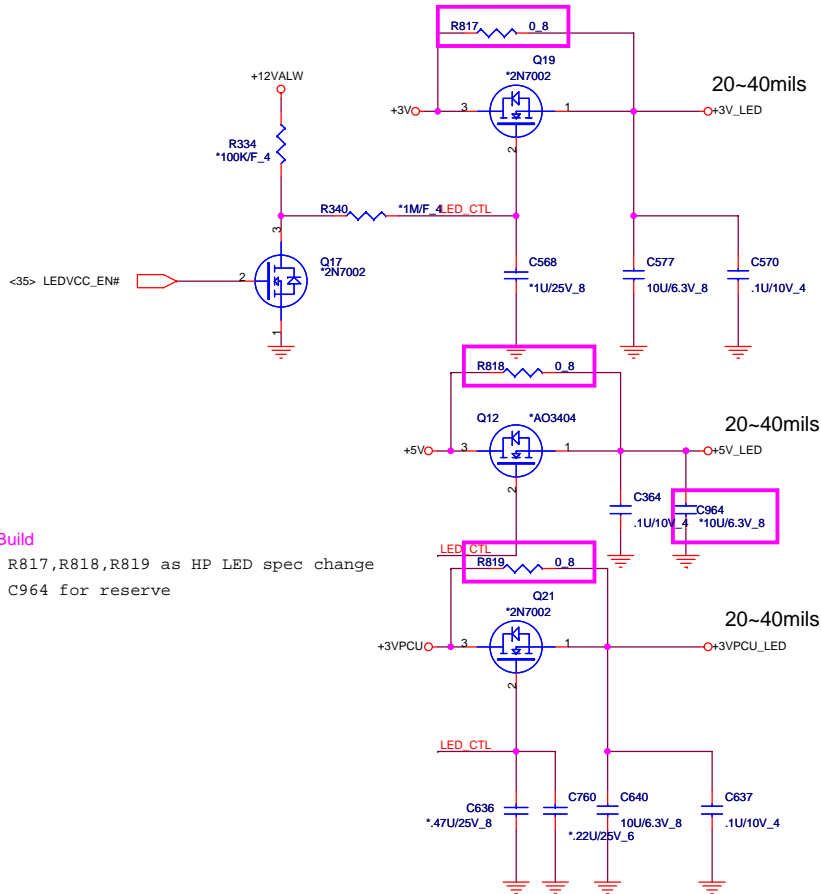 R817 0_8
Q19
*2N7002
20~40mils
+12VALW
+3V
3
1
+3V_LED
R334
*100K/F_4
2
R340
*1M/F_4
LED_CTL
3
Q17
*2N7002
C568
*1U/25V_8
C577
10U/6.3V_8
C570
.1U/10V_4
<35> LEDVCC_EN#
2
1
R818 0_8
Q12
*AO3404
20~40mils
+5V
3
1
+5V_LED
2
C364
.1U/10V_4
C964
*10U/6.3V_8
Build
R817,R818,R819 as HP LED spec change
C964 for reserve
LED_CTL
R819 0_8
Q21
*2N7002
20~40mils
+3VPCU
3
1
+3VPCU_LED
2
LED_CTL
C636
*.47U/25V_8
C760
*.22U/25V_6
C640
10U/6.3V_8
C637
.1U/10V_4